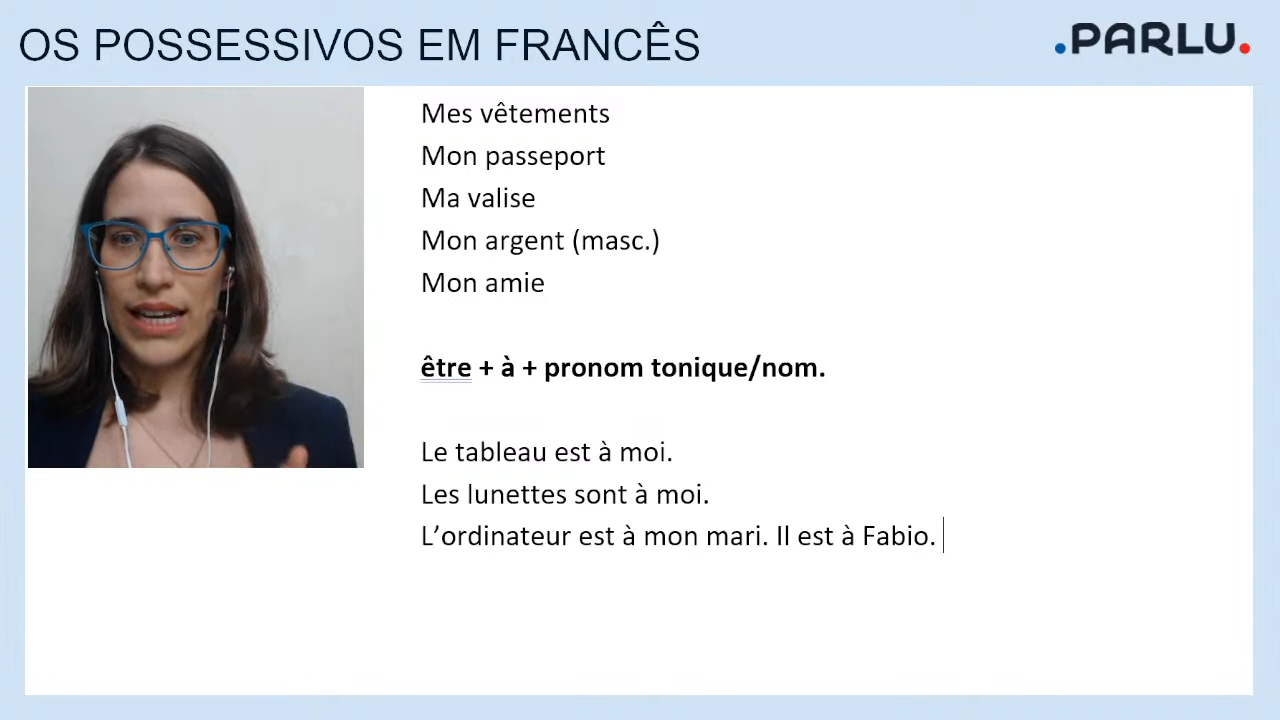 OS POSSESSIVOS EM FRANCÊS
.PARLU.
Mes vêtements
Mon passeport
Ma valise
Mon argent (masc.)
Mon amie
être + à + pronom tonique/nom.
Le tableau est à moi.
Les lunettes sont à moi.
L’ordinateur est à mon mari. Il est à Fabio.